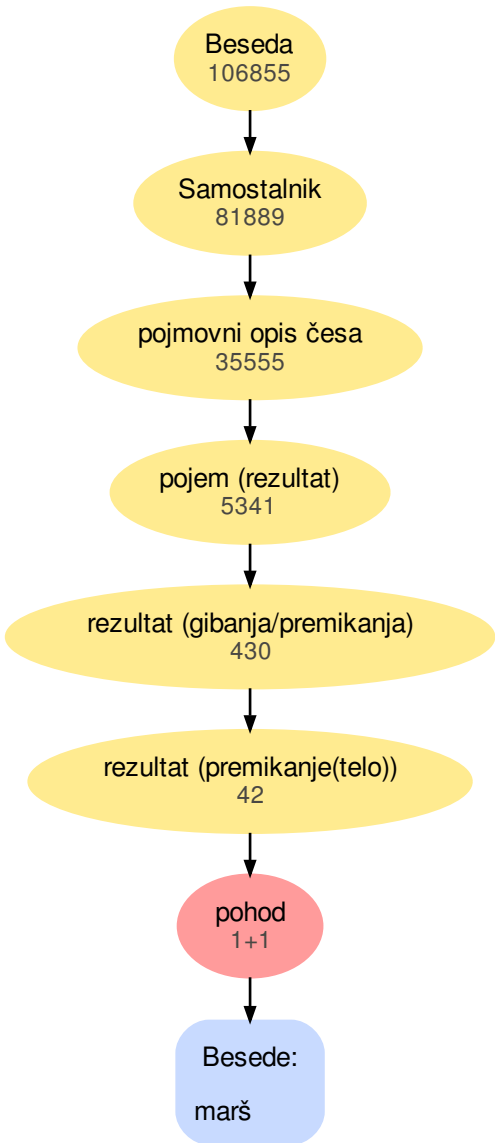 Beseda
106855
Samostalnik
81889
pojmovni opis česa
35555
pojem (rezultat)
5341
rezultat (gibanja/premikanja)
430
rezultat (premikanje(telo))
42
pohod
1+1
Besede:
marš